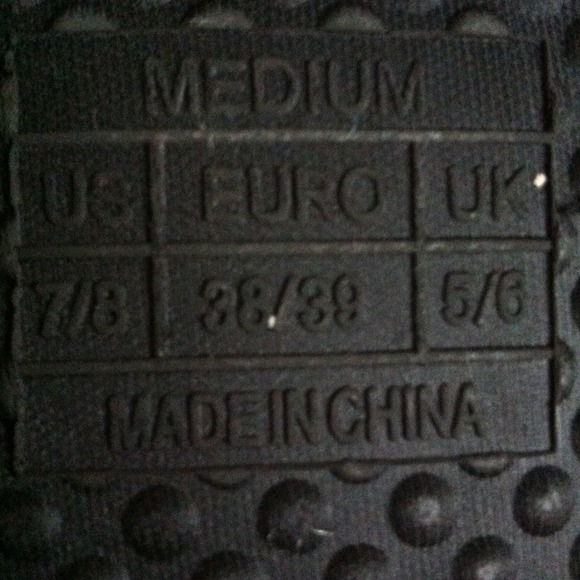 MEDIUM
US EURO UK
7/8 38/39 5/6
MADE IN CHINA